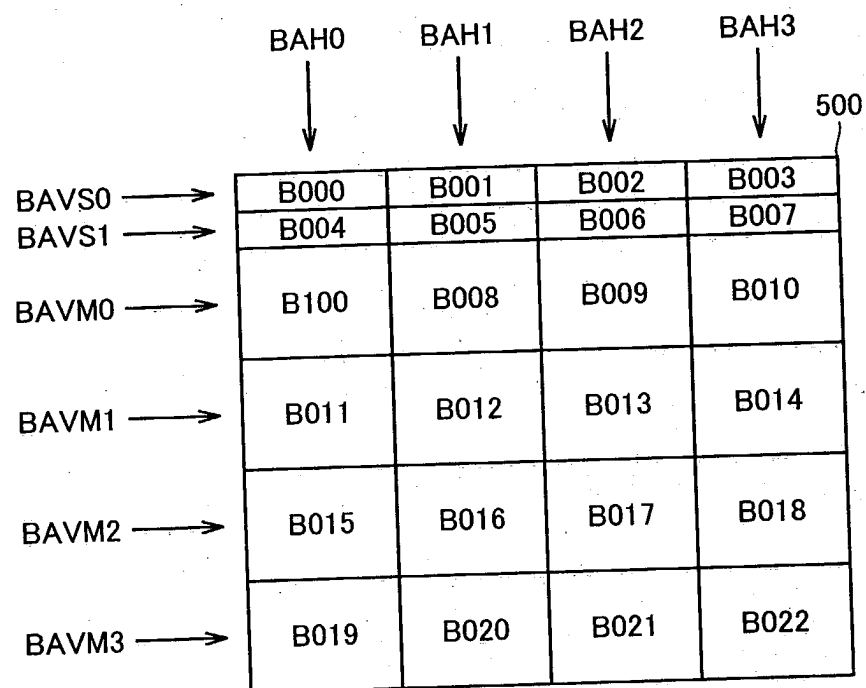 BAH0 BAH1 BAH2 BAH3
500
BAVS0 B000 B001 B002 B003
BAVS1 B004 B005 B006 B007
BAVM0 B100 B008 B009 B010
BAVM1 B011 B012 B013 B014
BAVM2 B015 B016 B017 B018
BAVM3 B019 B020 B021 B022